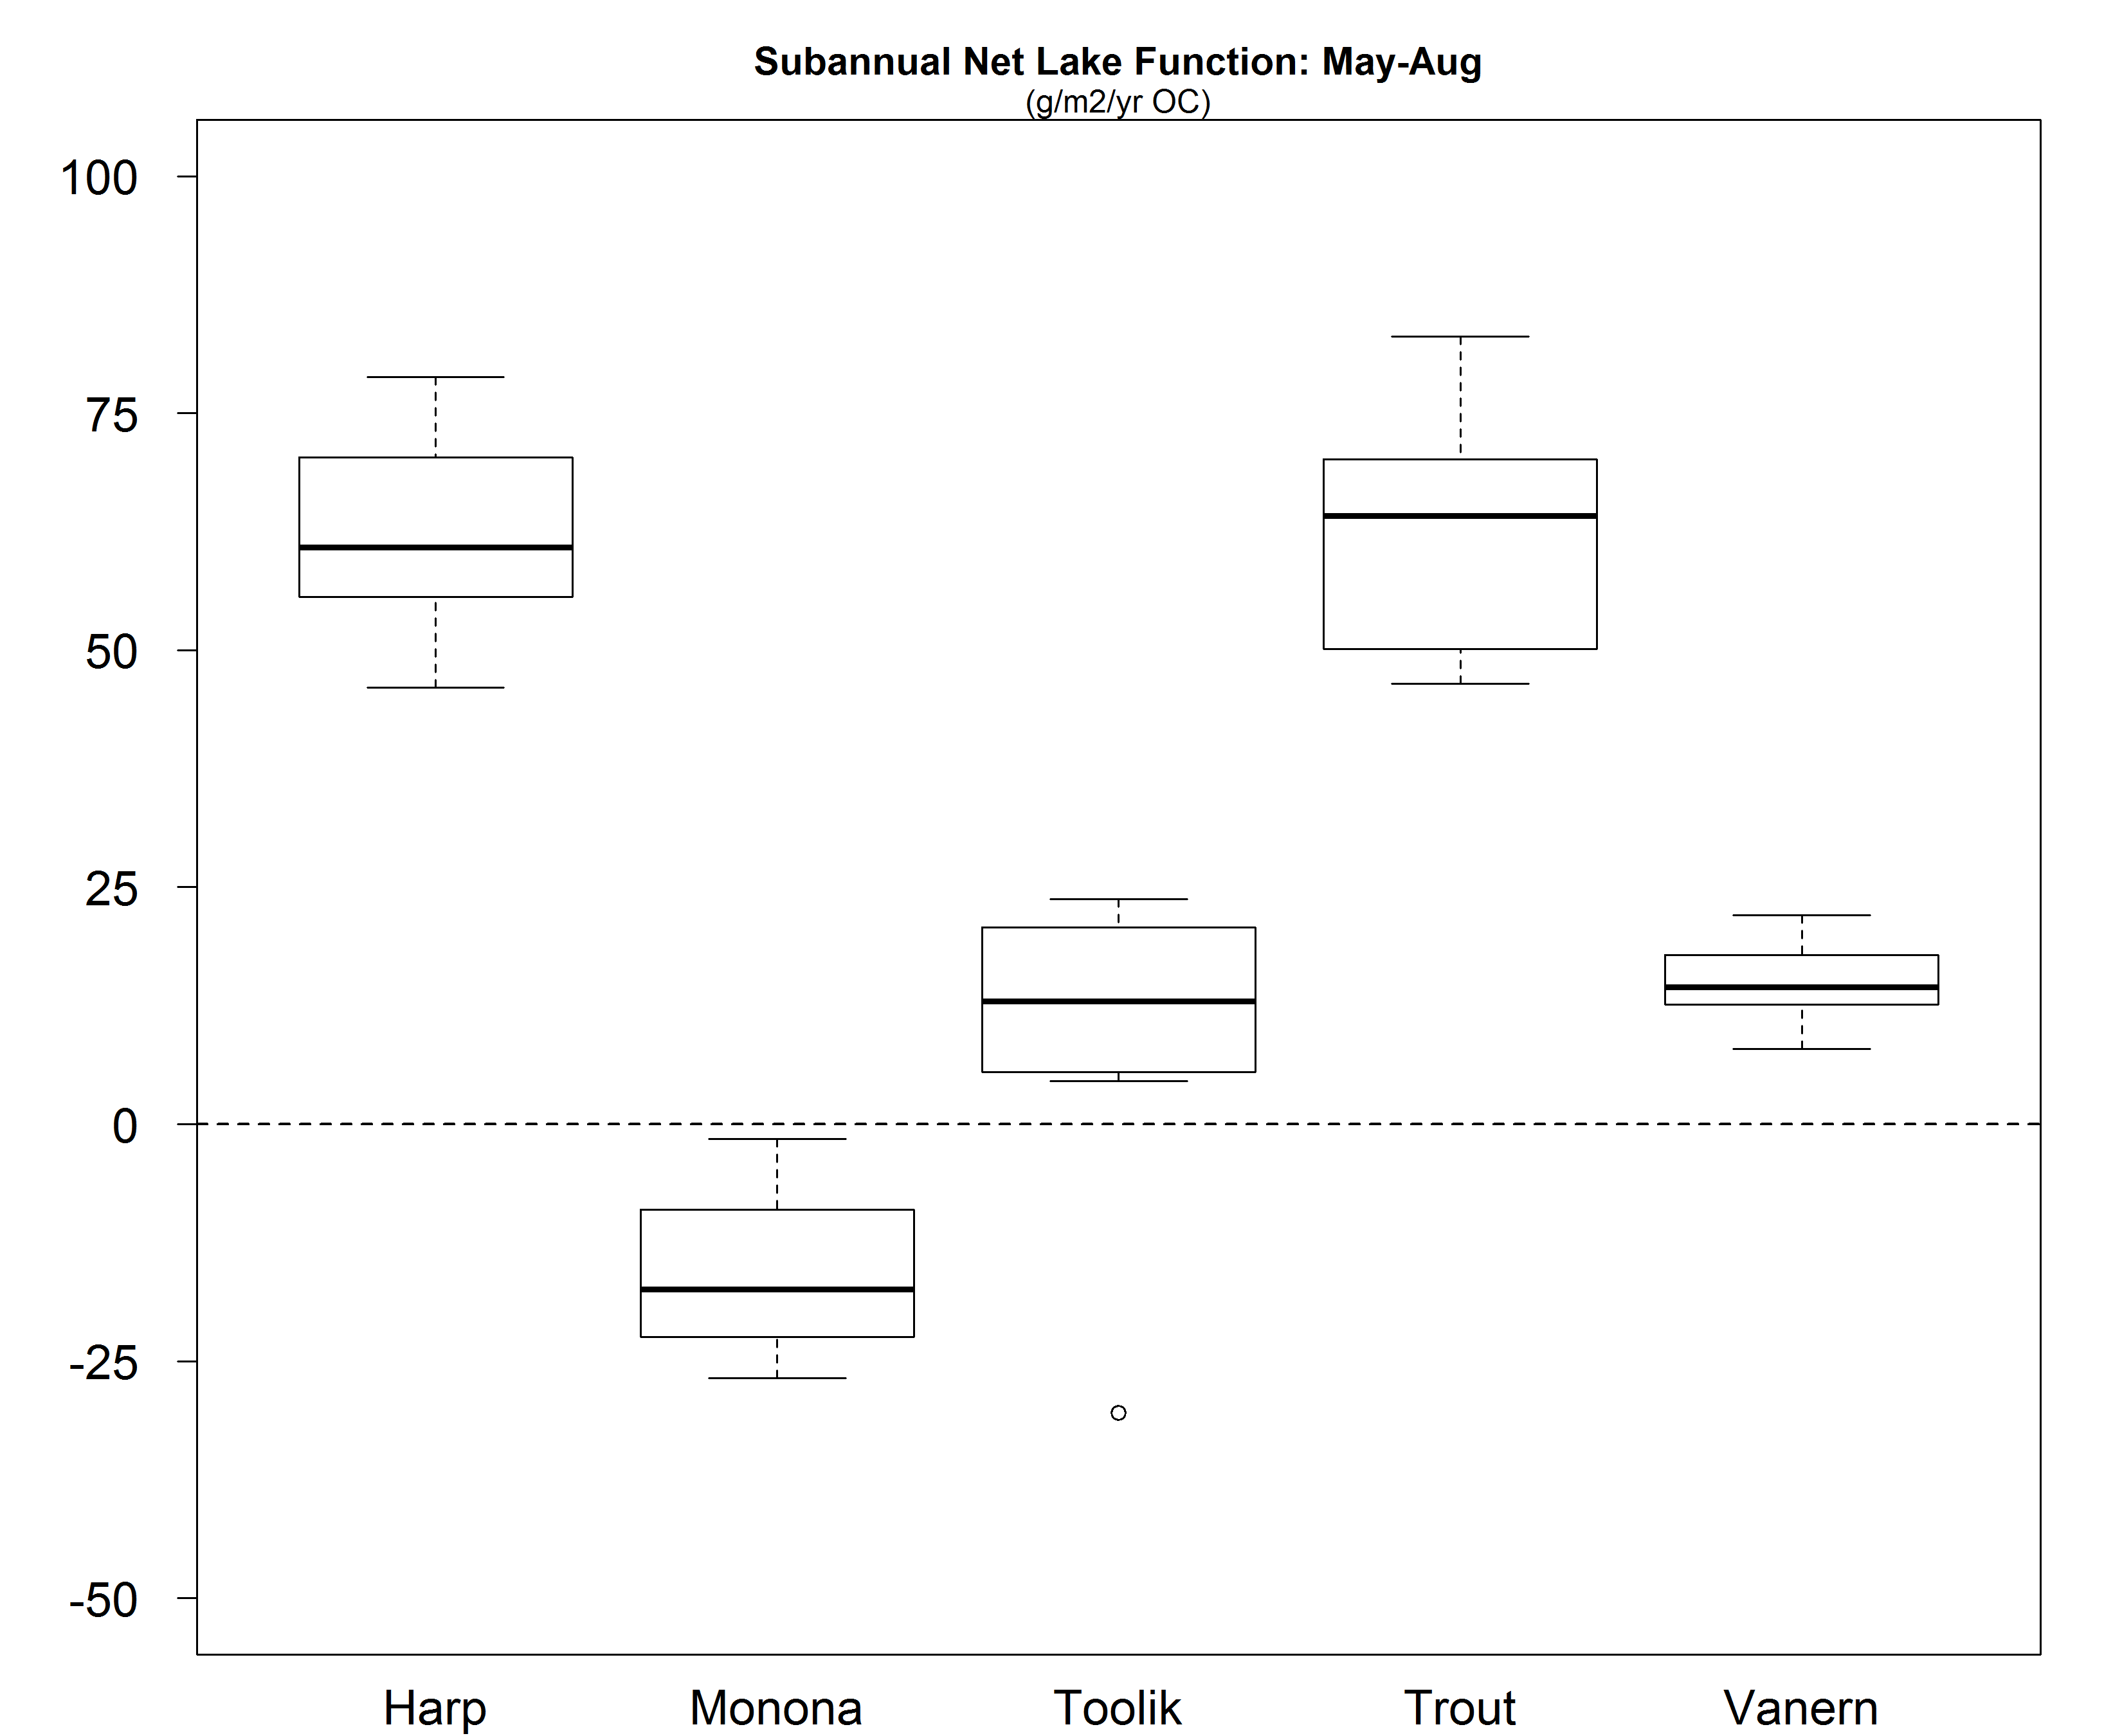 Subannual Net Lake Function: May-Aug
(g/m2/yr OC)
100
75
50
25
0
-25
-50
Harp Monona Toolik Trout Vanern